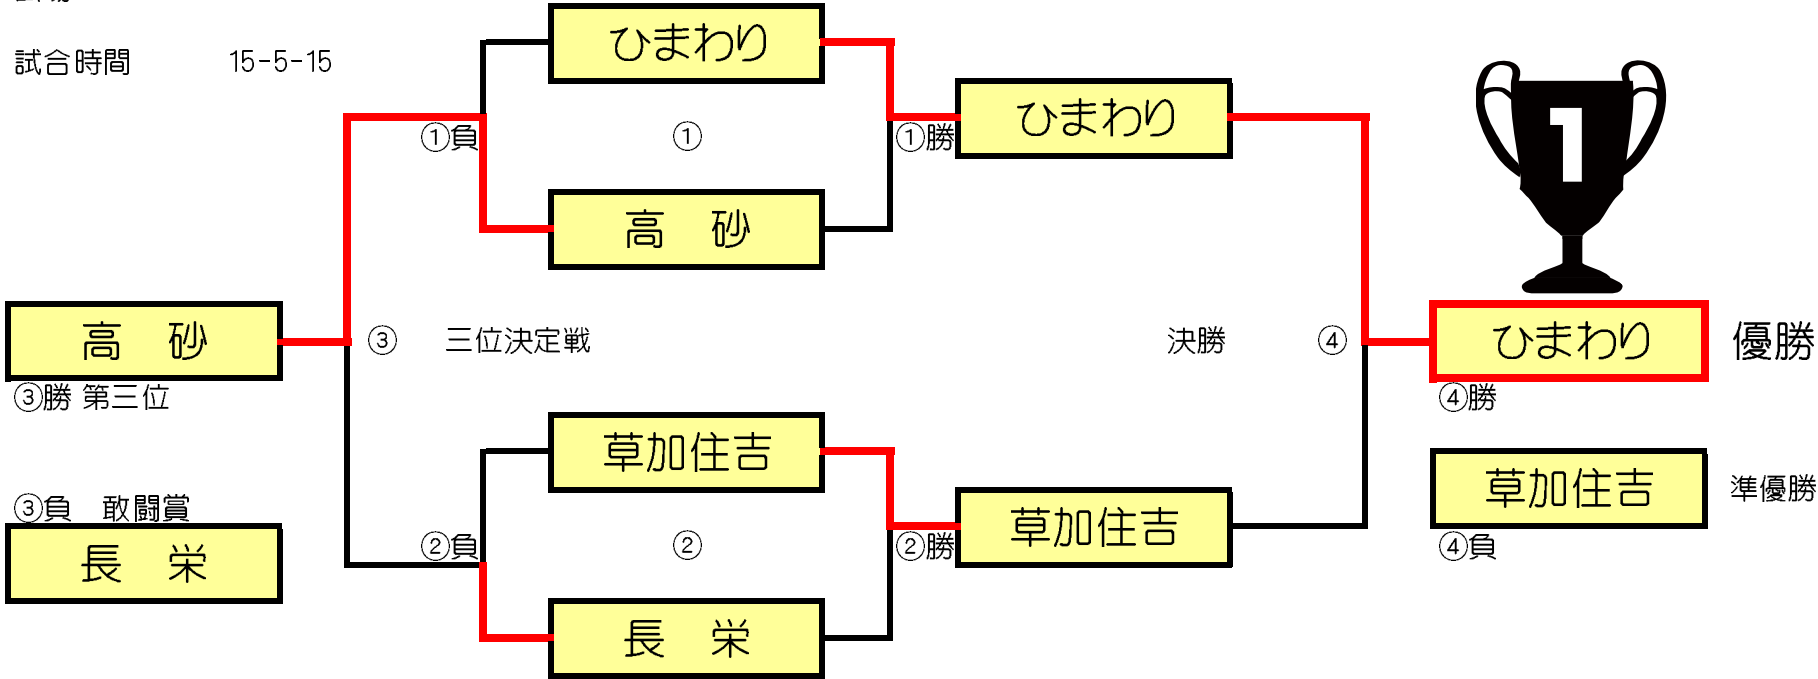 試合時間 15-5-15
ひまわり
ひまわり
①負
①
①勝
高 砂
1
高 砂
③
三位決定戦
決勝
④
ひまわり
優勝
③勝 第三位
④勝
草加住吉
③負 敢闘賞
草加住吉
準優勝
草加住吉
長 栄
②負
②
②勝
④負
長 栄